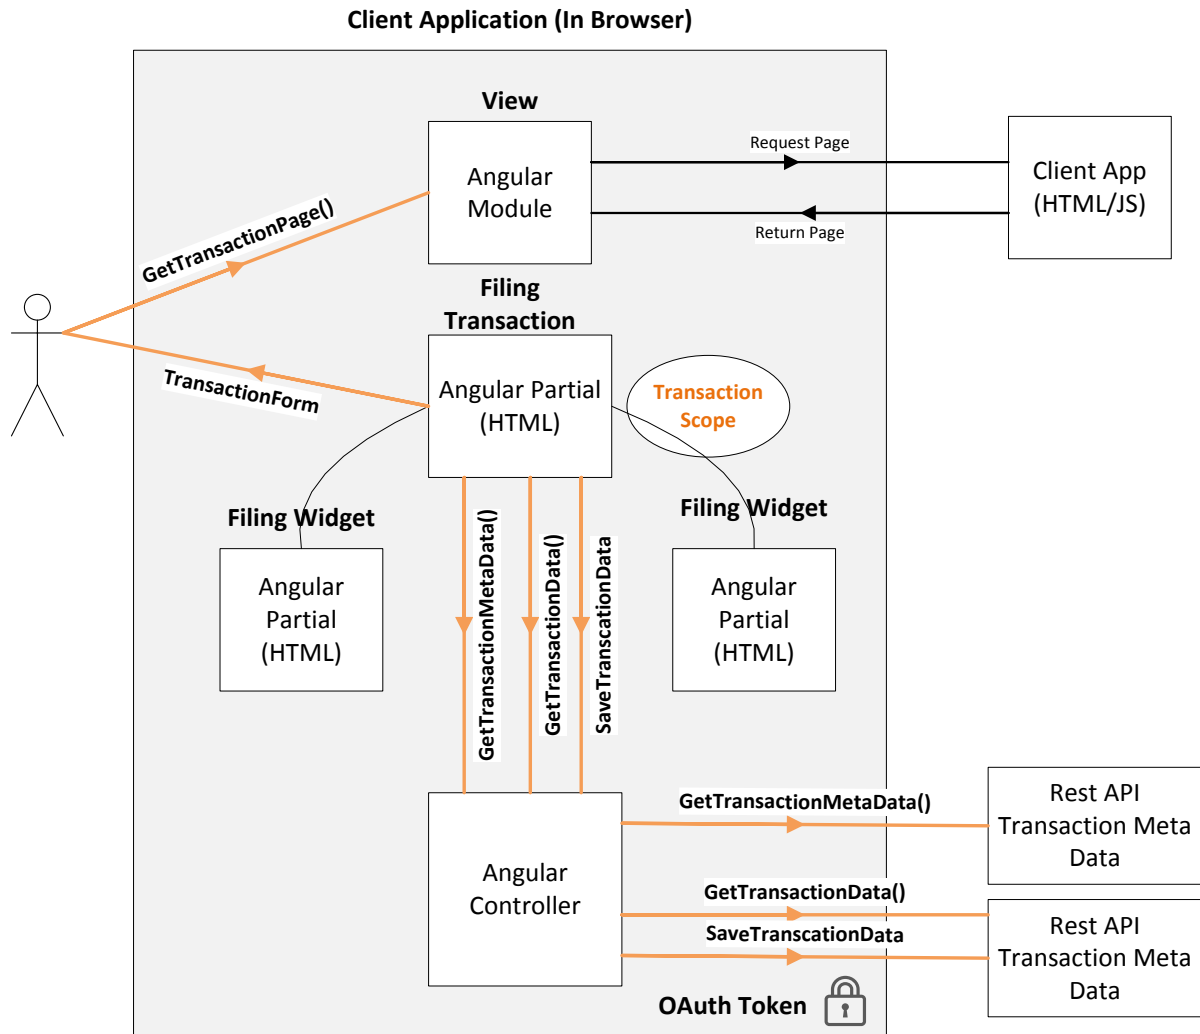 Client Application (In Browser)
View
Angular
Module
Request Page
Return Page
Client App
(HTML/JS)
GetTransactionPage()
Filing
Transaction
TransactionForm
Angular Partial
(HTML)
Transaction
Scope
Filing Widget
Angular
Partial
(HTML)
Filing Widget
Angular
Partial
(HTML)
GetTransactionMetaData()
GetTransactionData()
SaveTranscationData
Angular
Controller
GetTransactionMetaData()
Rest API
Transaction Meta
Data
GetTransactionData()
SaveTranscationData
Rest API
Transaction Meta
Data
OAuth Token